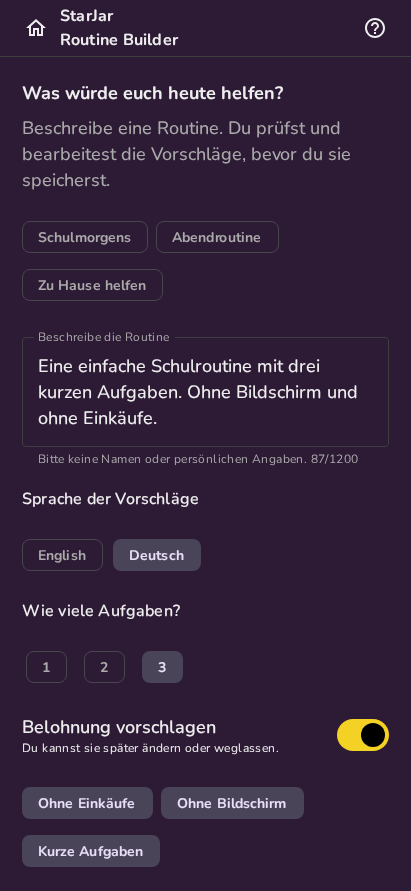 StarJar
Routine Builder
Was würde euch heute helfen?
Beschreibe eine Routine. Du prüfst und
bearbeitest die Vorschläge, bevor du sie
speicherst.
Schulmorgens
Abendroutine
Zu Hause helfen
Beschreibe die Routine
Eine einfache Schulroutine mit drei
kurzen Aufgaben. Ohne Bildschirm und
ohne Einkäufe.
Bitte keine Namen oder persönlichen Angaben. 87/1200
Sprache der Vorschläge
English
Deutsch
Wie viele Aufgaben?
1
2
3
Belohnung vorschlagen
Du kannst sie später ändern oder weglassen.
Ohne Einkäufe
Ohne Bildschirm
Kurze Aufgaben